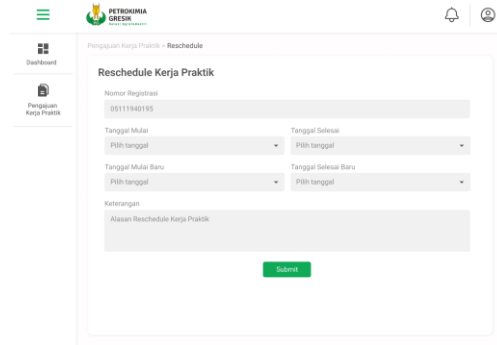 PETROKIMIA
GRESIK
Dashboard
Pengajuan
Kerja Praktik
Pengajuan Kerja Praktik > Reschedule
Reschedule Kerja Praktik
Nomor Registrasi
05111940195
Tanggal Mulai
Tanggal Selesai
Pilih tanggal
Pilih tanggal
Tanggal Mulai Baru
Tanggal Selesai Baru
Pilih tanggal
Pilih tanggal
Keterangan
Alasan Reschedule Kerja Praktik
Submit